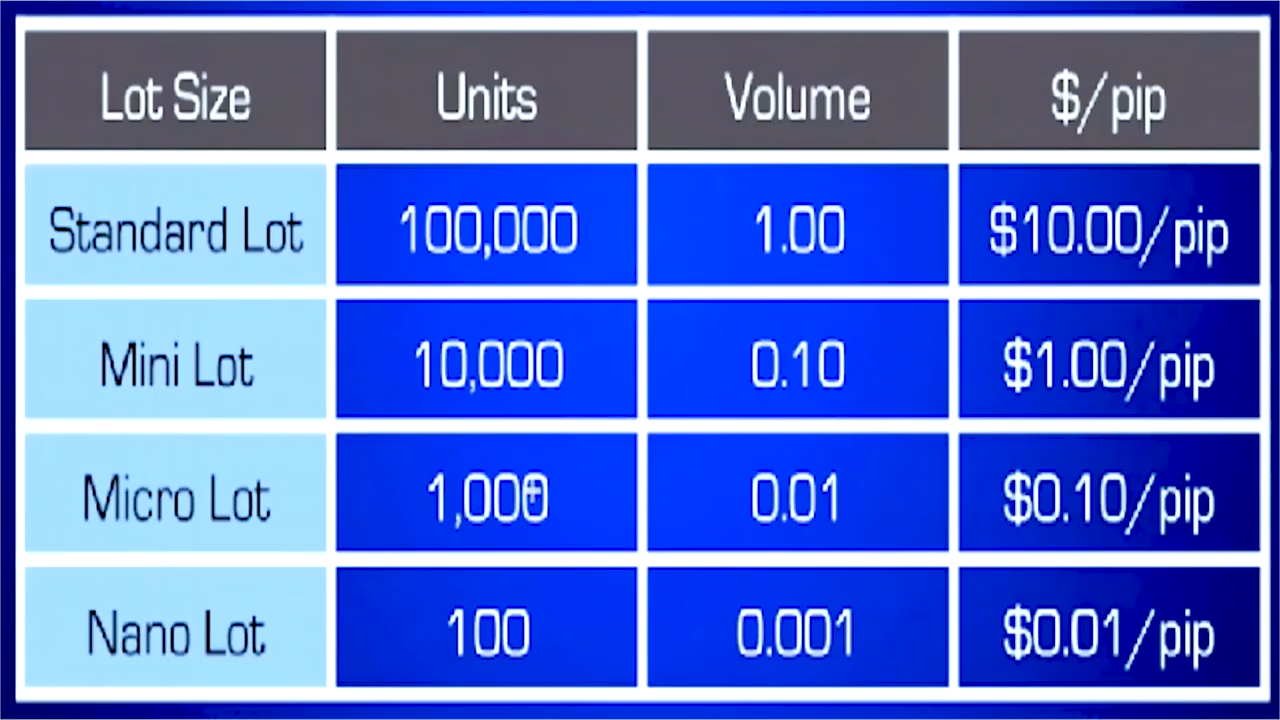 Lot Size Units Volume $/pip
Standard Lot 100,000 1.00 $10.00/pip
Mini Lot 10,000 0.10 $1.00/pip
Micro Lot 1,000 0.01 $0.10/pip
Nano Lot 100 0.001 $0.01/pip